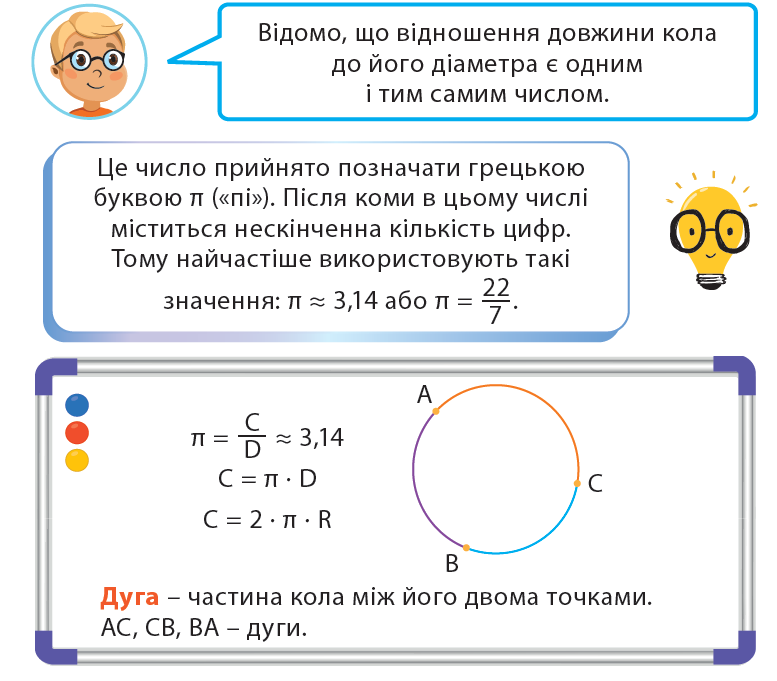 Відомо, що відношення довжини кола
до його діаметра є одним
і тим самим числом.
Це число прийнято позначати грецькою
буквою π («пі»). Після коми в цьому числі
міститься нескінченна кількість цифр.
Тому найчастіше використовують такі
значення: π ≈ 3,14 або π = 22/7.
π = C/D ≈ 3,14
C = π · D
C = 2 · π · R
A
C
B
Дуга – частина кола між його двома точками.
AC, CB, BA – дуги.